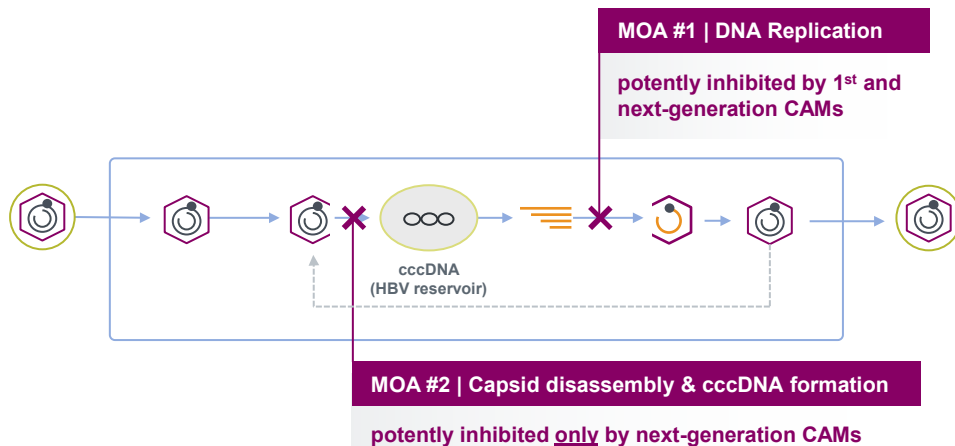 MOA #1 | DNA Replication
potently inhibited by 1st and
next-generation CAMs
cccDNA
(HBV reservoir)
MOA #2 | Capsid disassembly & cccDNA formation
potently inhibited only by next-generation CAMs